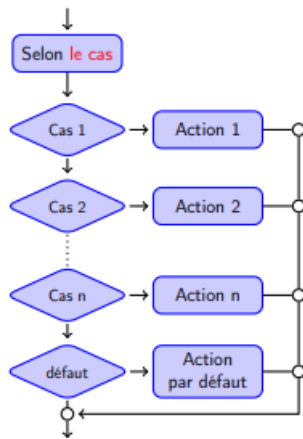 Selon le cas
Cas 1
Action 1
Cas 2
Action 2
Cas n
Action n
défaut
Action
par défaut